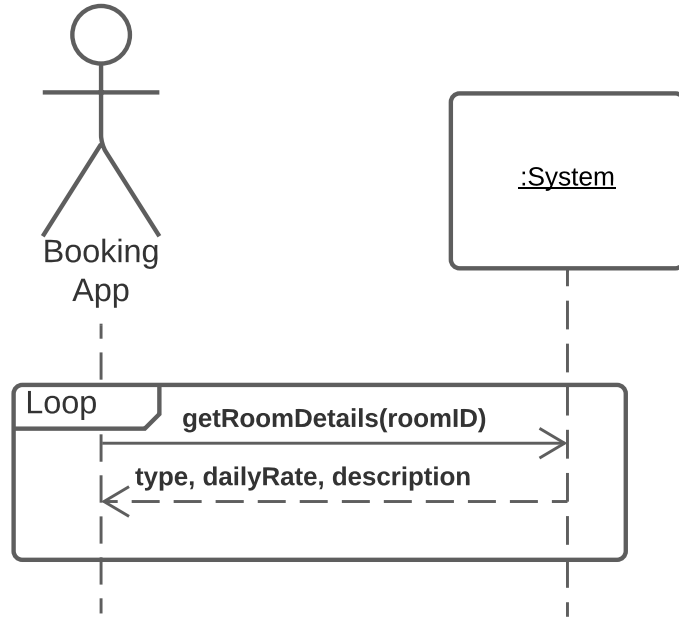 :System
Booking
App
Loop
getRoomDetails(roomID)
type, dailyRate, description